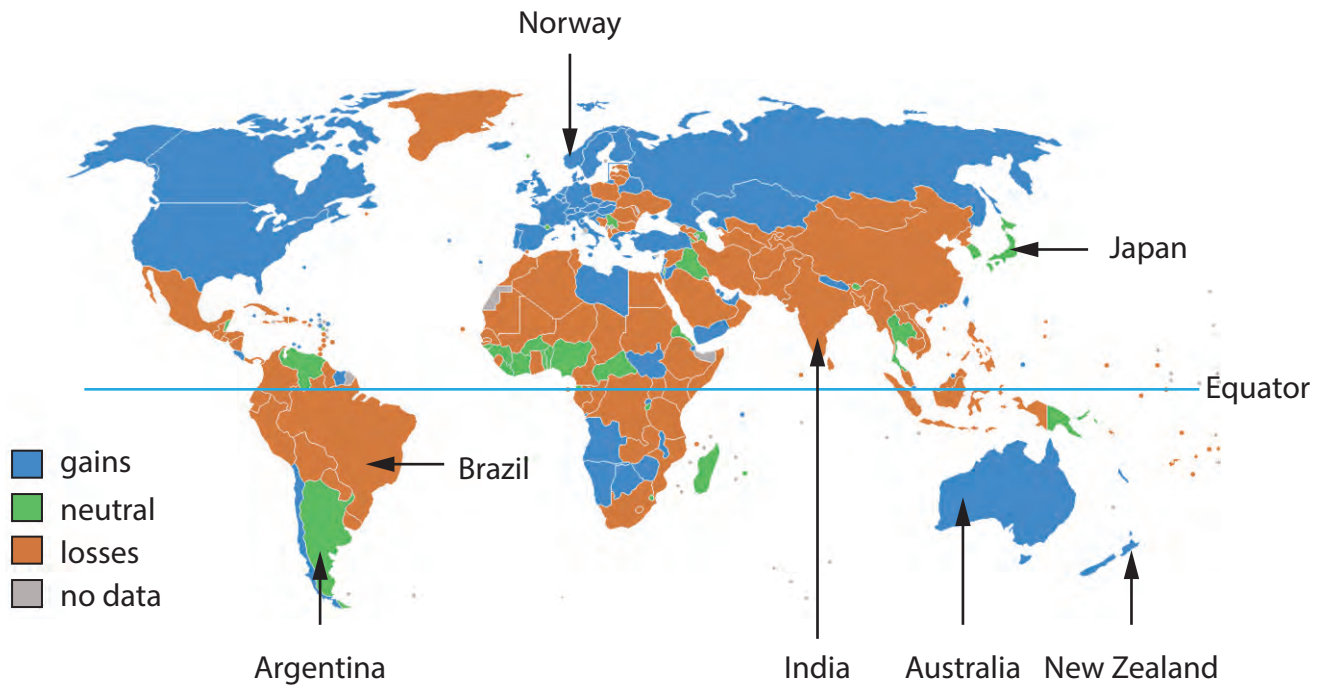 Norway
Japan
Equator
gains
Brazil
neutral
losses
no data
Argentina
India
Australia
New Zealand